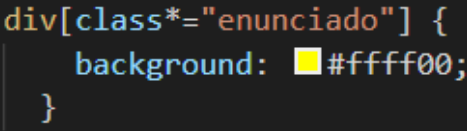 div[class*="enunciado"] {
background: #ffff00;
}